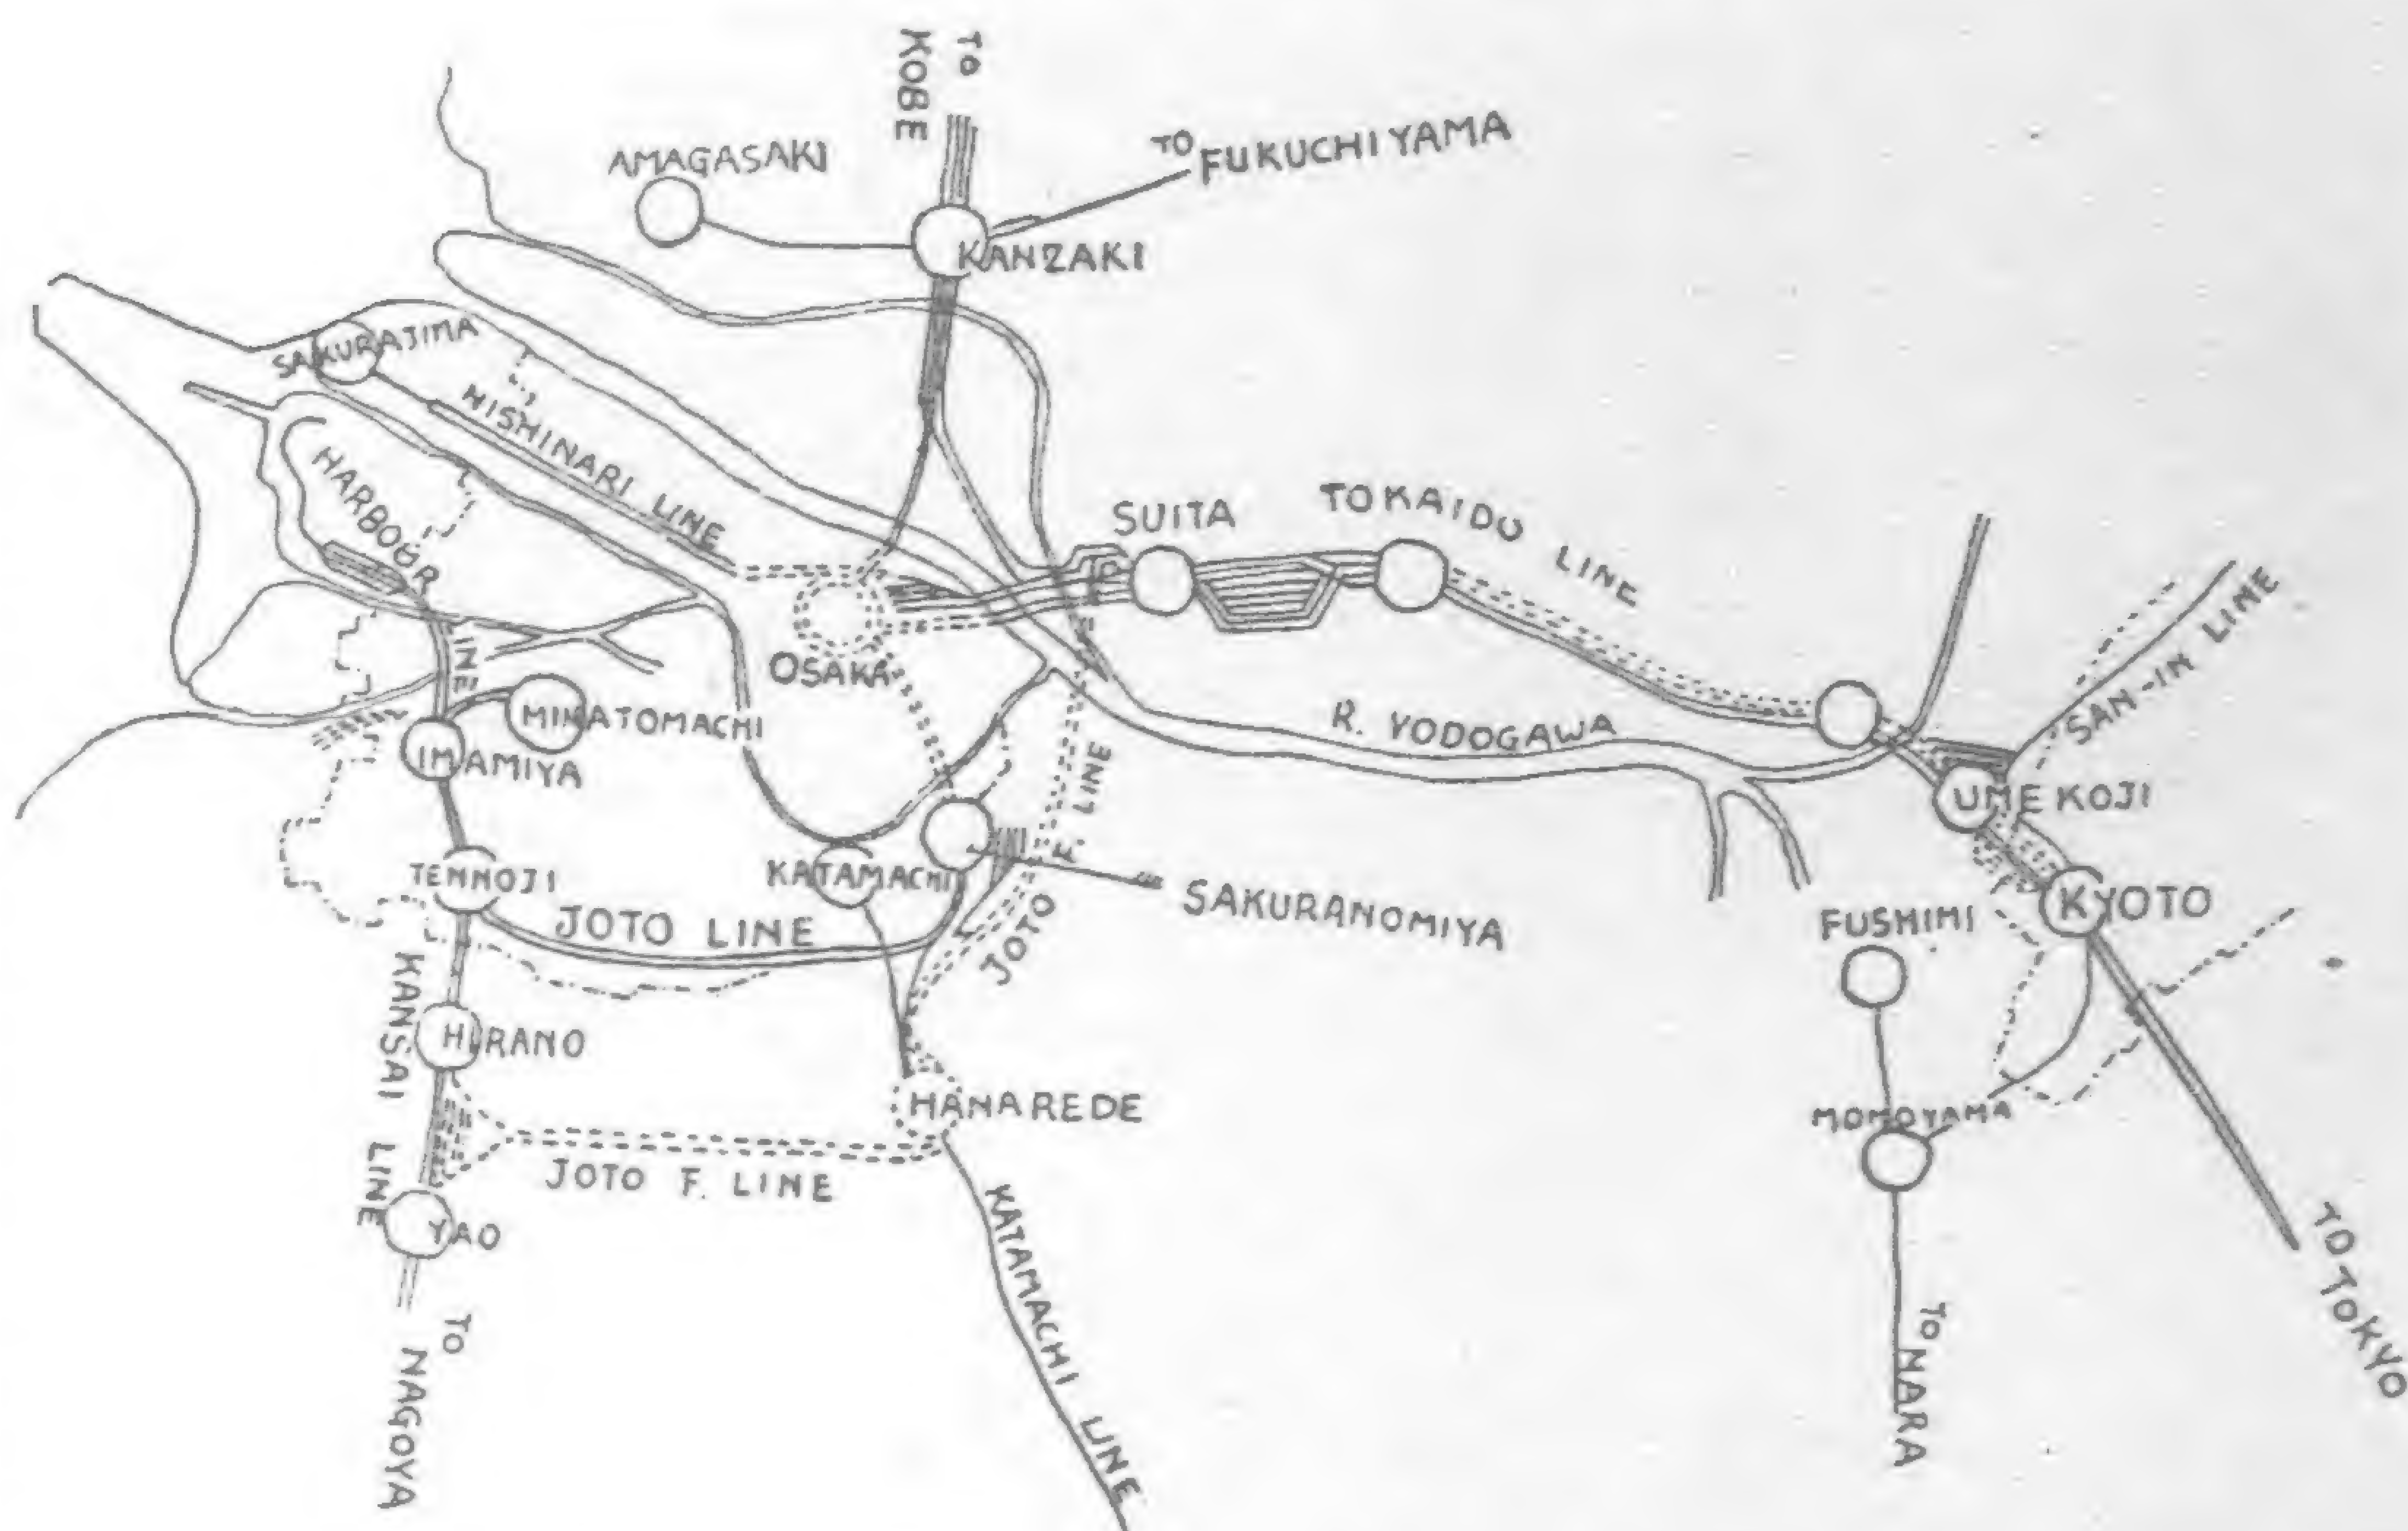 TO KOBE
AMAGASAKI
TO FUKUCHIYAMA
KANZAKI
SAKURAJIMA
NISHINARI LINE
HARBOUR LINE
SUITA
TOKAIDO LINE
SAN-IN LINE
OSAKA
R. YODOGAWA
MINATOMACHI
IMAMIYA
UMEKOJI
TENNOJI
KATAMACHI
JOTO F. LINE
SAKURANOMIYA
KYOTO
FUSHIMI
JOTO LINE
KANSAI LINE
HIRANO
HANAREDE
MOMOYAMA
JOTO F. LINE
YAO
KATAMACHI LINE
TO NAGOYA
TO NARA
TO TOKYO